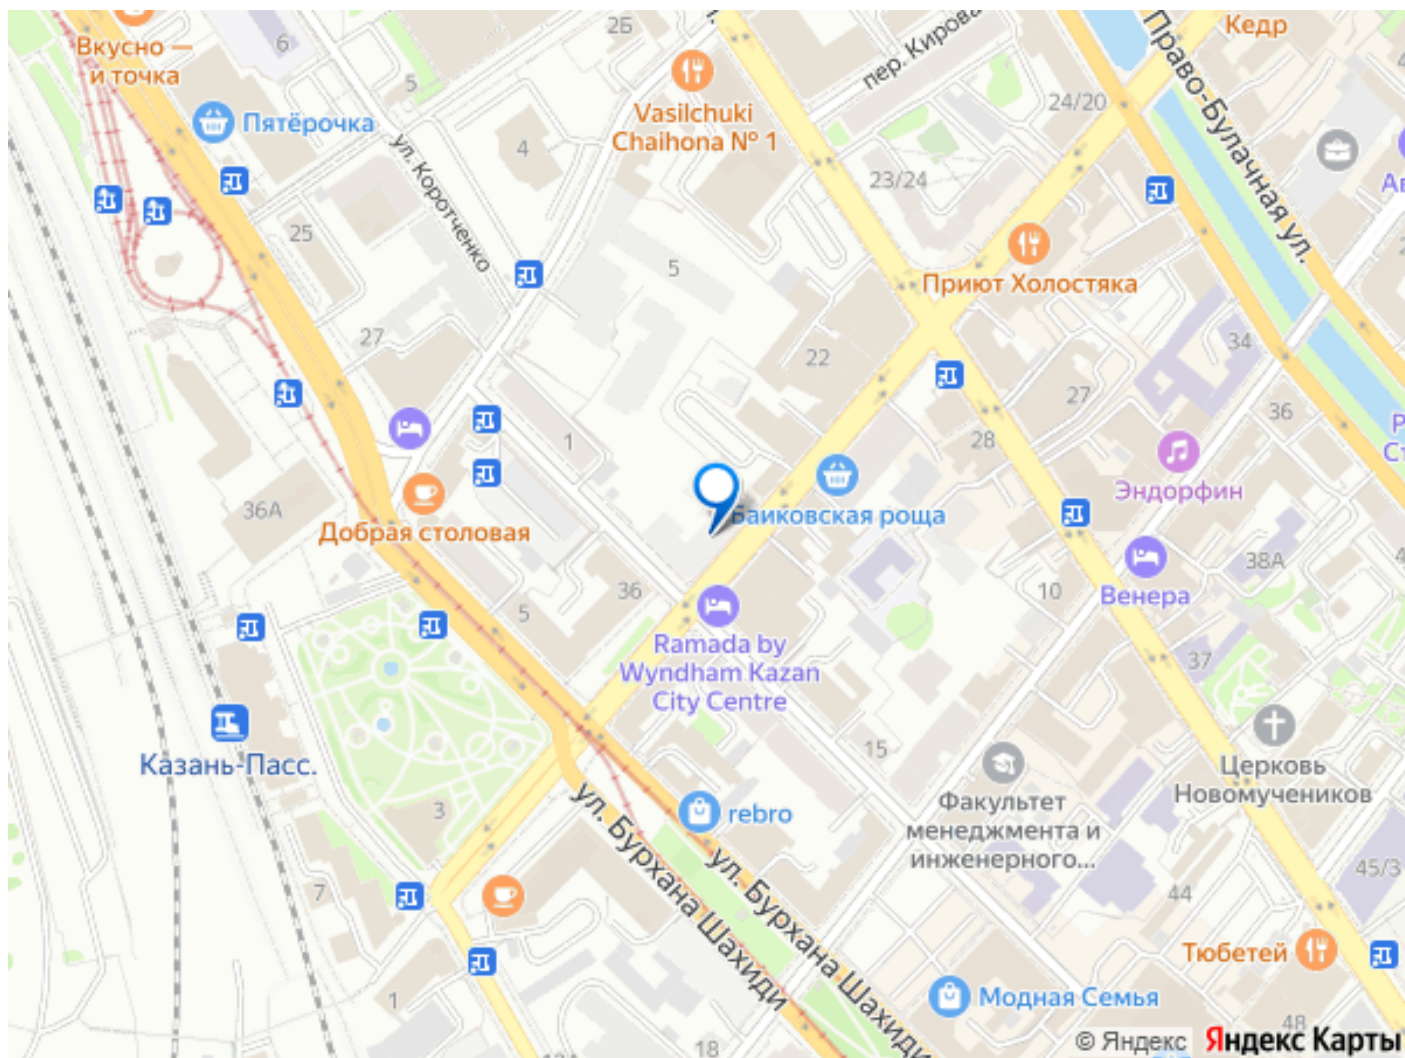 Вкусно —
и точка
6
2Б
пер. Кирова
Кедр
Право-Булачная ул.
5
Vasilchuki
Chaihona № 1
24/20
Пятёрочка
ул. Коротченко
4
23/24
Ав
25
5
Приют Холостяка
27
22
34
27
36
1
28
Эндорфин
36А
Добрая столовая
Баиковская роща
38А
36
10
Венера
5
Ramada by
Wyndham Kazan
City Centre
37
Казань-Пасс.
15
Церковь
Новомучеников
3
ул. Бурхана Шахиди
rebro
Факультет
менеджмента и
инженерного...
ул. Бурхана Шахиди
45/3
7
44
Тюбетей
1
Модная Семья
18
48
© Яндекс Яндекс Карты